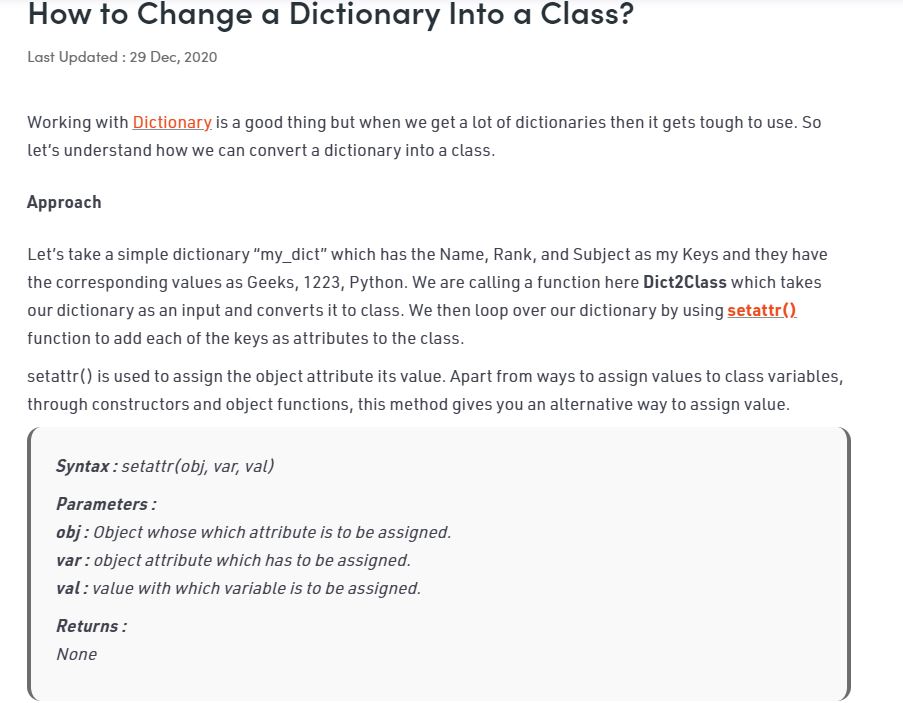 How to Change a Dictionary Into a Class?
Last Updated : 29 Dec, 2020
Working with Dictionary is a good thing but when we get a lot of dictionaries then it gets tough to use. So
let’s understand how we can convert a dictionary into a class.
Approach
Let’s take a simple dictionary “my_dict” which has the Name, Rank, and Subject as my Keys and they have
the corresponding values as Geeks, 1223, Python. We are calling a function here Dict2Class which takes
our dictionary as an input and converts it to class. We then loop over our dictionary by using setattr()
function to add each of the keys as attributes to the class.
setattr() is used to assign the object attribute its value. Apart from ways to assign values to class variables,
through constructors and object functions, this method gives you an alternative way to assign value.
Syntax : setattr(obj, var, val)
Parameters :
obj : Object whose which attribute is to be assigned.
var : object attribute which has to be assigned.
val : value with which variable is to be assigned.
Returns :
None